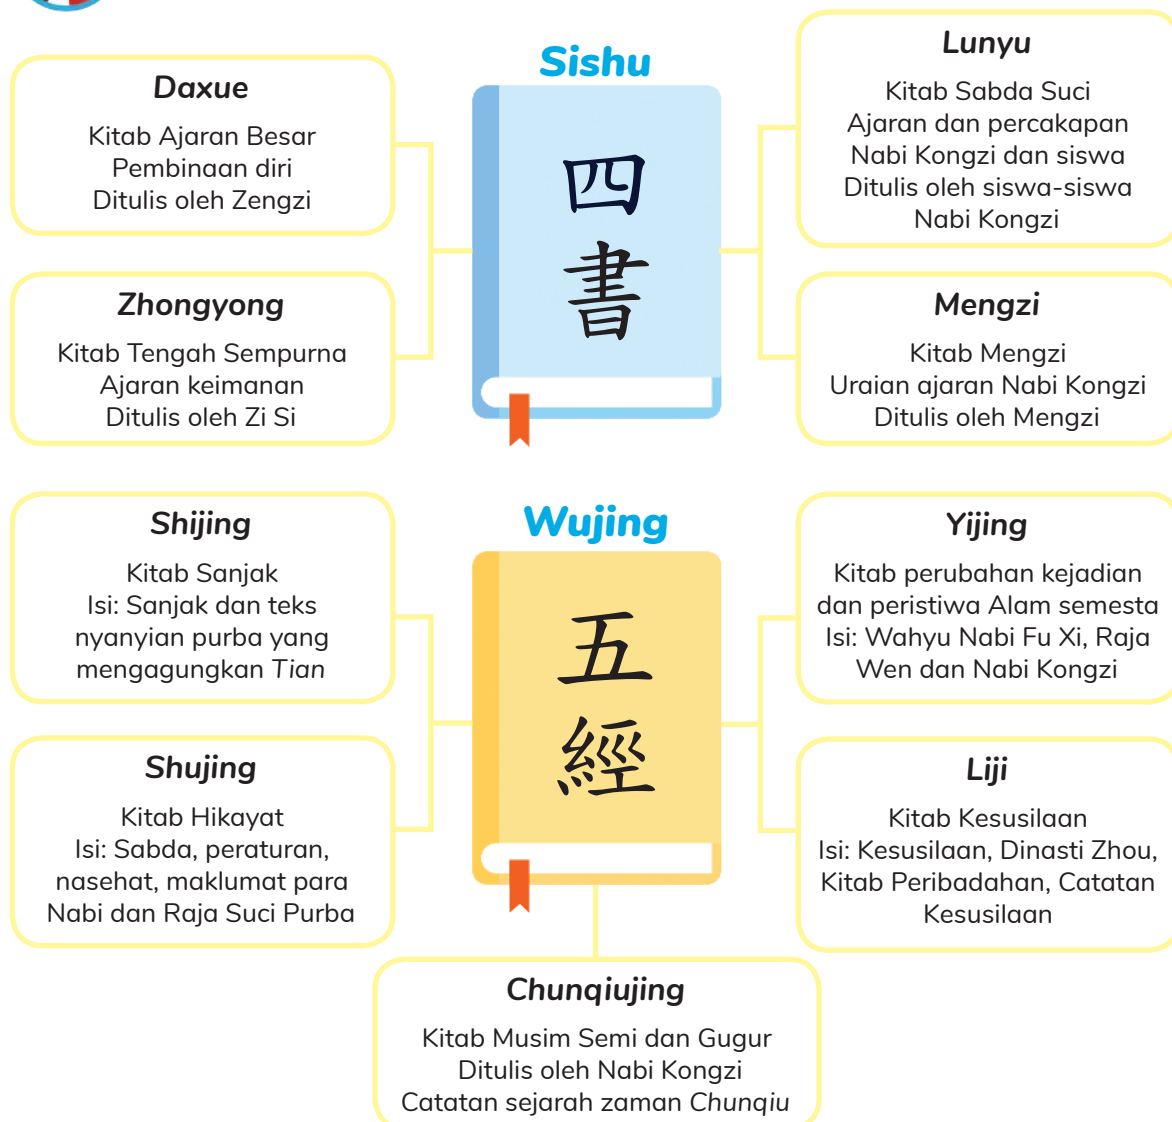 Sishu
四
書
Daxue
Kitab Ajaran Besar
Pembinaan diri
Ditulis oleh Zengzi
Zhongyong
Kitab Tengah Sempurna
Ajaran keimanan
Ditulis oleh Zi Si
Lunyu
Kitab Sabda Suci
Ajaran dan percakapan
Nabi Kongzi dan siswa
Ditulis oleh siswa-siswa
Nabi Kongzi
Mengzi
Kitab Mengzi
Uraian ajaran Nabi Kongzi
Ditulis oleh Mengzi
Wujing
五
經
Shijing
Kitab Sanjak
Isi: Sanjak dan teks
nyanyian purba yang
mengagungkan Tian
Shujing
Kitab Hikayat
Isi: Sabda, peraturan,
nasehat, maklumat para
Nabi dan Raja Suci Purba
Yijing
Kitab perubahan kejadian
dan peristiwa Alam semesta
Isi: Wahyu Nabi Fu Xi, Raja
Wen dan Nabi Kongzi
Liji
Kitab Kesusilaan
Isi: Kesusilaan, Dinasti Zhou,
Kitab Peribadahan, Catatan
Kesusilaan
Chunqiujing
Kitab Musim Semi dan Gugur
Ditulis oleh Nabi Kongzi
Catatan sejarah zaman Chunqiu